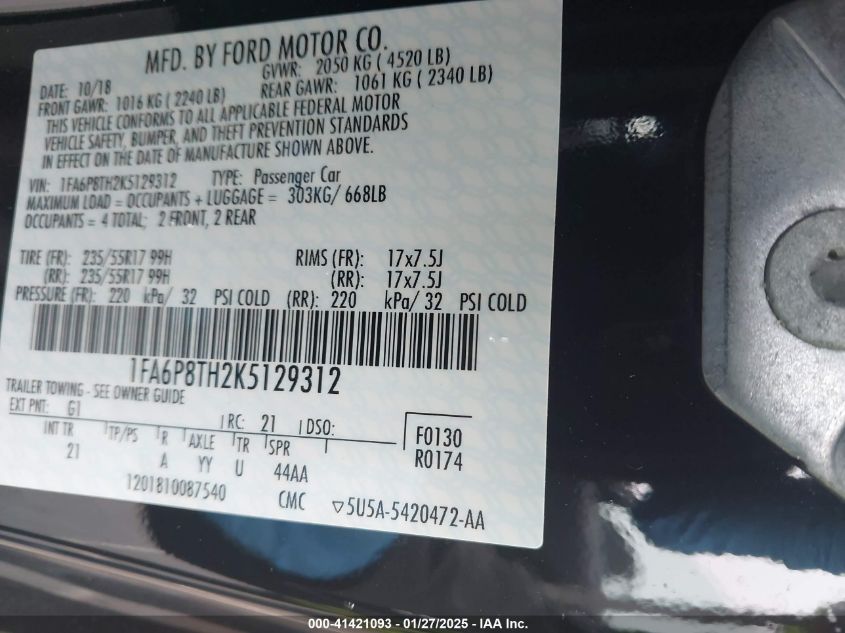 MFD. BY FORD MOTOR CO.
DATE: 10/18 GVWR: 2050 KG ( 4520 LB)
FRONT GAWR: 1016 KG ( 2240 LB) REAR GAWR: 1061 KG ( 2340 LB)
THIS VEHICLE CONFORMS TO ALL APPLICABLE FEDERAL MOTOR
VEHICLE SAFETY, BUMPER, AND THEFT PREVENTION STANDARDS
IN EFFECT ON THE DATE OF MANUFACTURE SHOWN ABOVE.
VIN: 1FA6P8TH2K5129312 TYPE: Passenger Car
MAXIMUM LOAD = OCCUPANTS + LUGGAGE = 303KG/ 668LB
OCCUPANTS = 4 TOTAL; 2 FRONT, 2 REAR
TIRE (FR): 235/55R17 99H RIMS (FR): 17x7.5J
(RR): 235/55R17 99H (RR): 17x7.5J
PRESSURE (FR): 220 kPa/ 32 PSI COLD (RR): 220 kPa/ 32 PSI COLD
1FA6P8TH2K5129312
TRAILER TOWING - SEE OWNER GUIDE
EXT PNT: G1 RC: 21 DSO: F0130
INT TR TP/PS R AXLE TR SPR R0174
21 A YY U 44AA
1201810087540 CMC ▽5U5A-5420472-AA
000-41421093 - 01/27/2025 - IAA Inc.